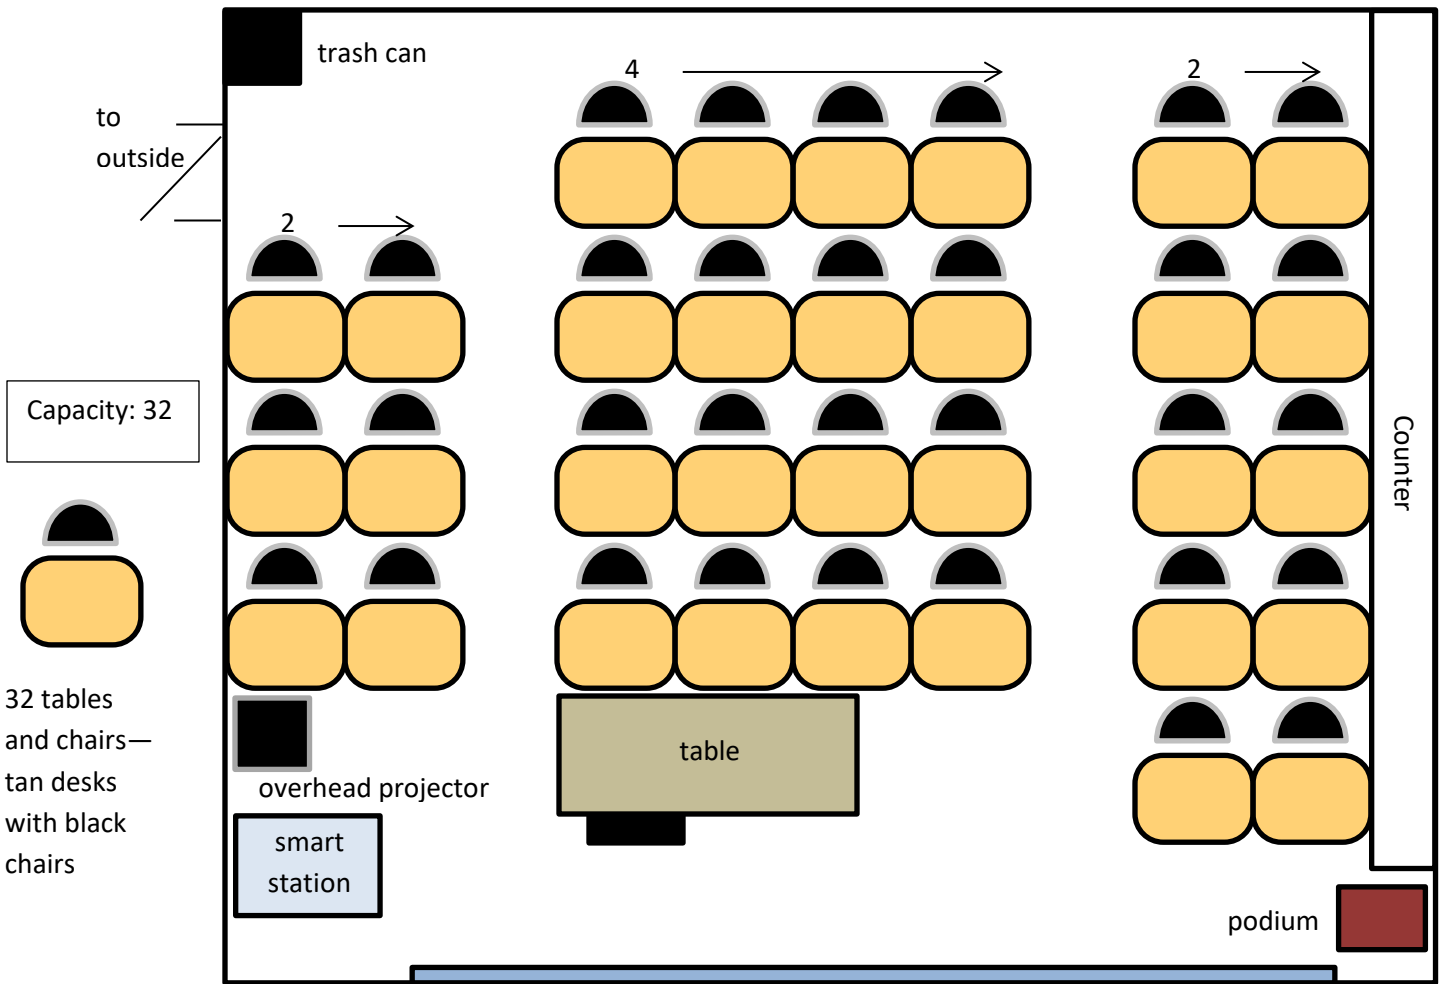 trash can
4
2
to
outside
2
Capacity: 32
Counter
32 tables
and chairs—
tan desks
with black
chairs
table
overhead projector
smart
station
podium